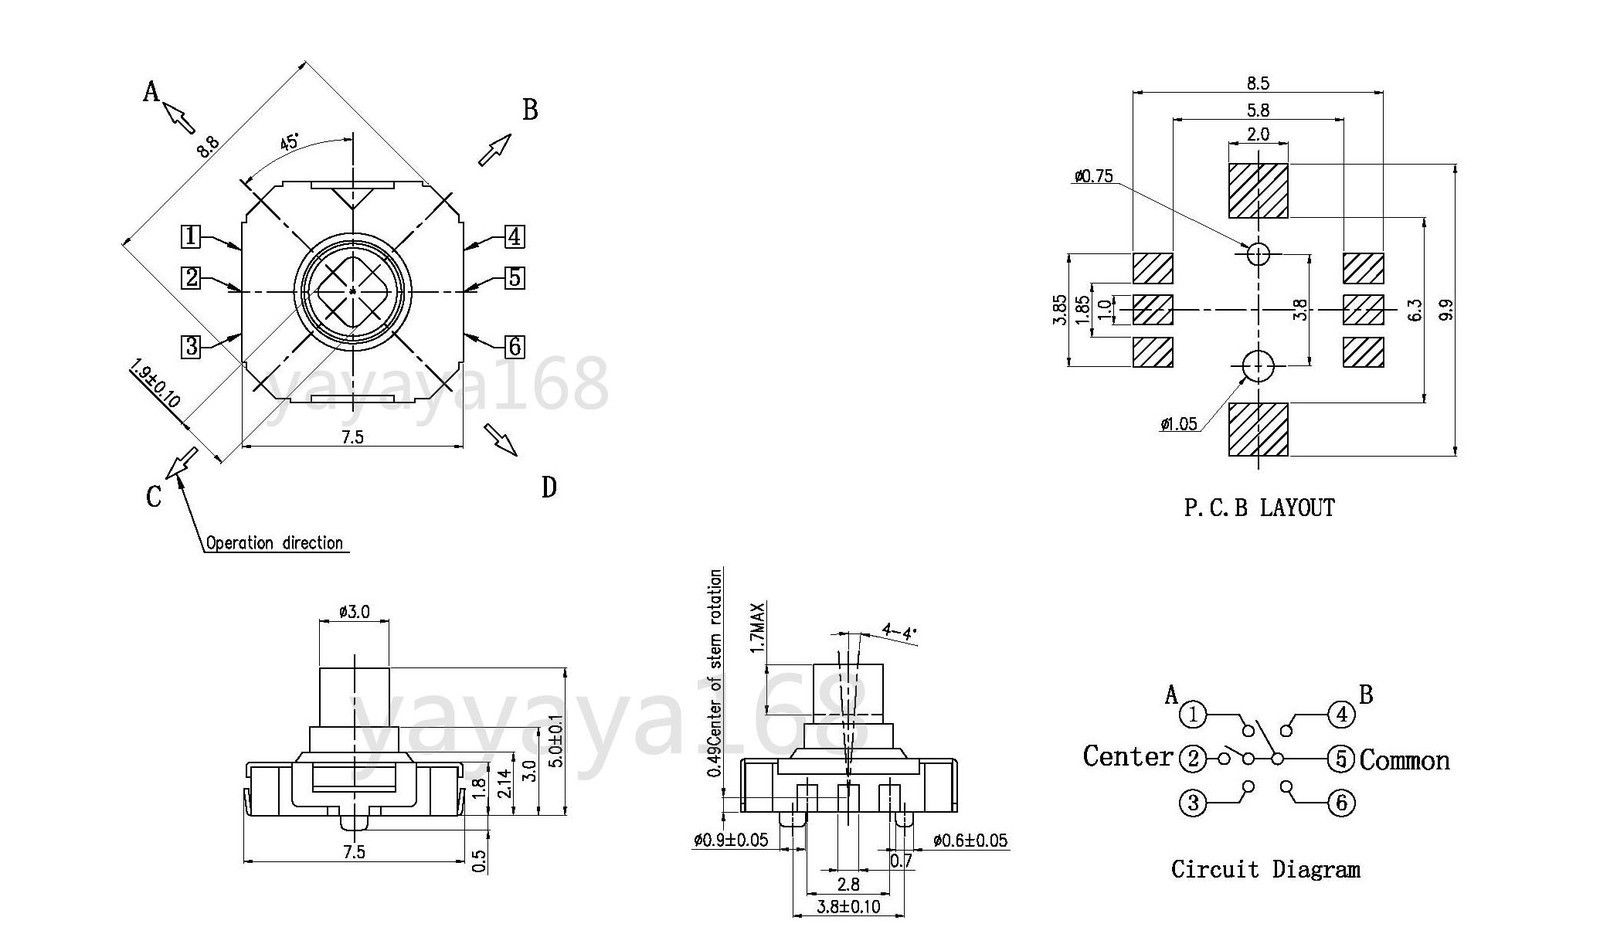 A
B
8.8
45°
1
2
3
4
5
6
1.9±0.10
7.5
C
D
Operation direction
yayaya168
8.5
5.8
2.0
ø0.75
3.85
1.85
1.0
3.8
6.3
9.9
ø1.05
P.C.B LAYOUT
ø3.0
1.8
2.14
3.0
5.0±0.1
7.5
0.5
yayaya168
0.49Center of stem rotation
1.7MAX
4-4°
ø0.9±0.05
ø0.6±0.05
0.7
2.8
3.8±0.10
A
B
1
4
Center 2
5 Common
3
6
Circuit Diagram